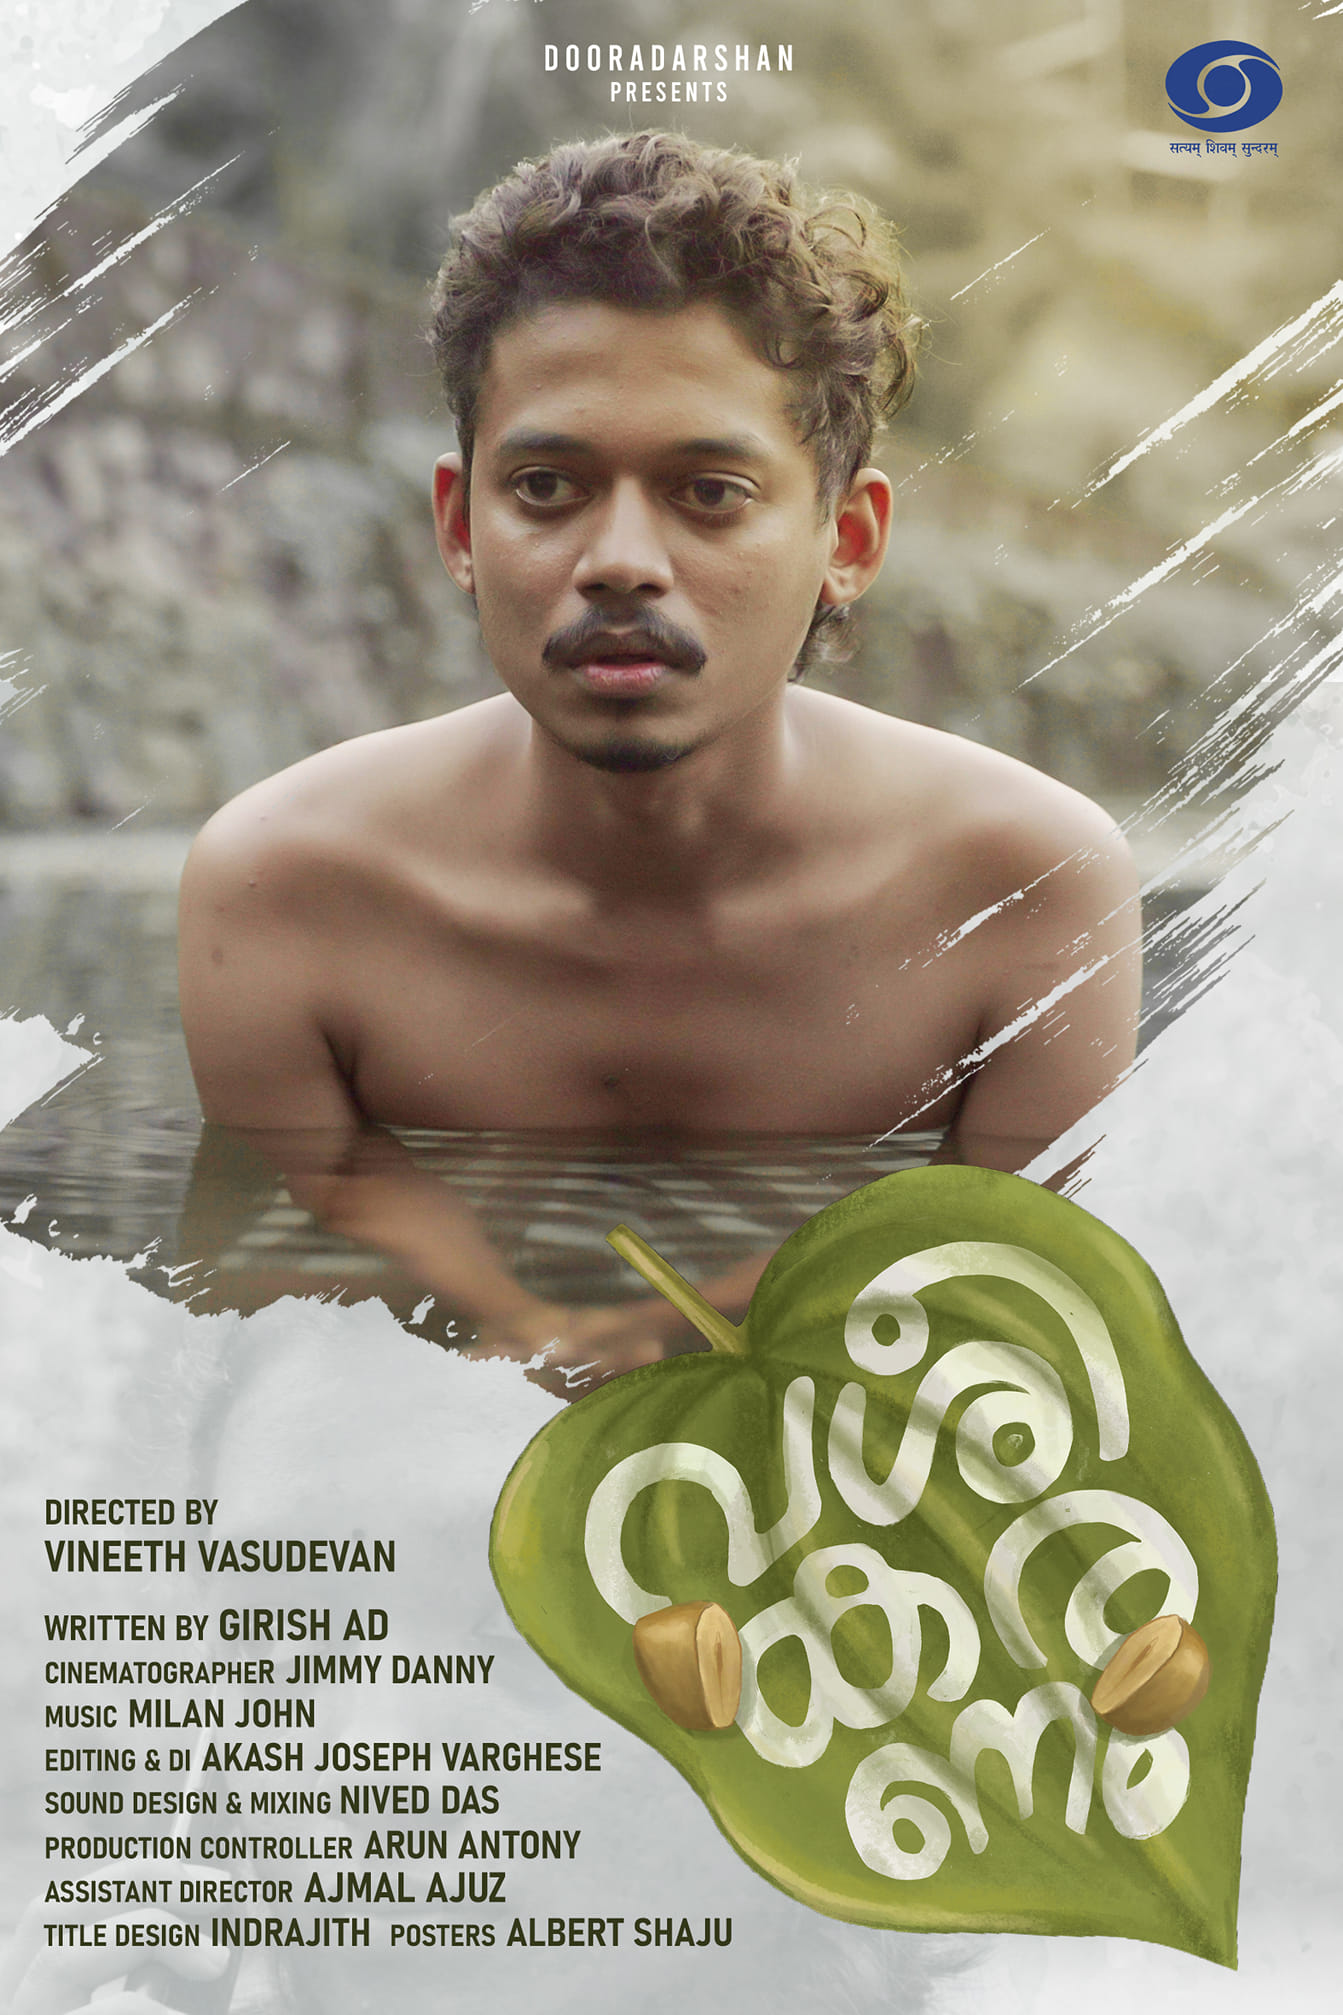 DOORADARSHAN
PRESENTS
सत्यम् शिवम् सुन्दरम्
വശീ
കര
ണം
DIRECTED BY
VINEETH VASUDEVAN
WRITTEN BY GIRISH AD
CINEMATOGRAPHER JIMMY DANNY
MUSIC MILAN JOHN
EDITING & DI AKASH JOSEPH VARGHESE
SOUND DESIGN & MIXING NIVED DAS
PRODUCTION CONTROLLER ARUN ANTONY
ASSISTANT DIRECTOR AJMAL AJUZ
TITLE DESIGN INDRAJITH POSTERS ALBERT SHAJU